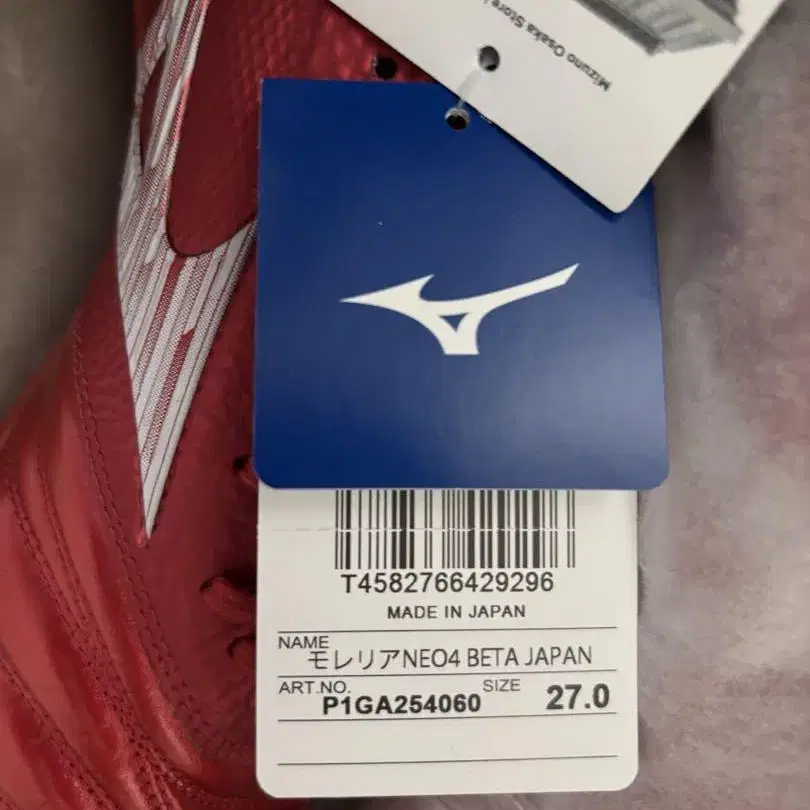 Mizuno Osaka Store
T4582766429296
MADE IN JAPAN
NAME
モレリアNEO4 BETA JAPAN
ART.NO. SIZE
P1GA254060 27.0